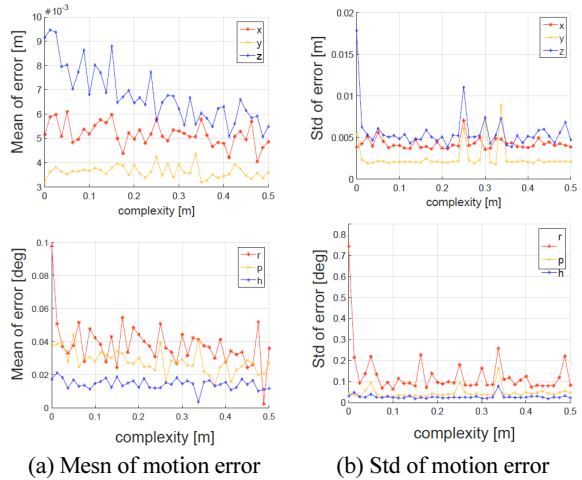 10 ×10⁻³
9
8
7
6
5
4
3
0 0.1 0.2 0.3 0.4 0.5
complexity [m]
Mean of error [m]
x
y
z
0.02
0.015
0.01
0.005
0
0 0.1 0.2 0.3 0.4 0.5
complexity [m]
Std of error [m]
x
y
z
0.1
0.08
0.06
0.04
0.02
0
0 0.1 0.2 0.3 0.4 0.5
complexity [m]
Mean of error [deg]
r
p
h
0.8
0.7
0.6
0.5
0.4
0.3
0.2
0.1
0
0 0.1 0.2 0.3 0.4 0.5
complexity [m]
Std of error [deg]
r
p
h
(a) Mesn of motion error
(b) Std of motion error